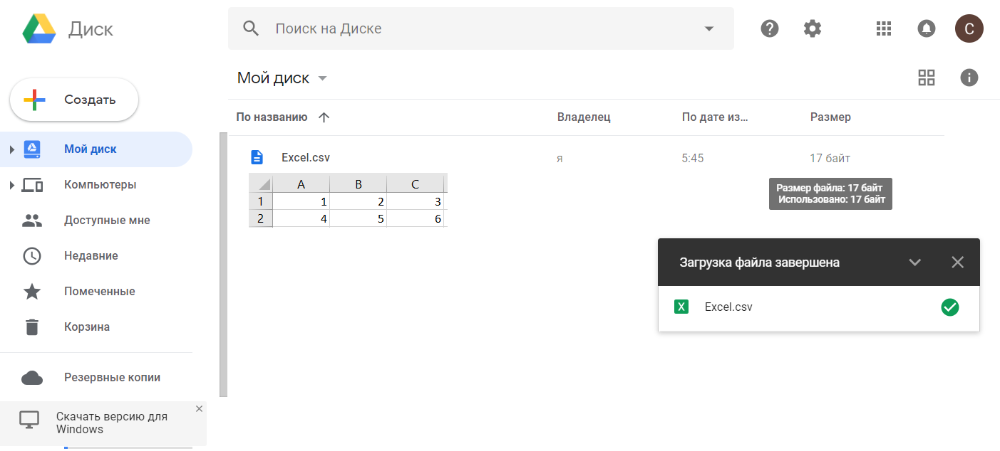 Диск
Поиск на Диске
C
Создать
Мой диск
Компьютеры
Доступные мне
Недавние
Помеченные
Корзина
Резервные копии
Скачать версию для
Windows
Мой диск
По названию Владелец По дате из... Размер
Excel.csv я 5:45 17 байт
A B C
1 1 2 3
2 4 5 6
Размер файла: 17 байт
Использовано: 17 байт
Загрузка файла завершена
X Excel.csv